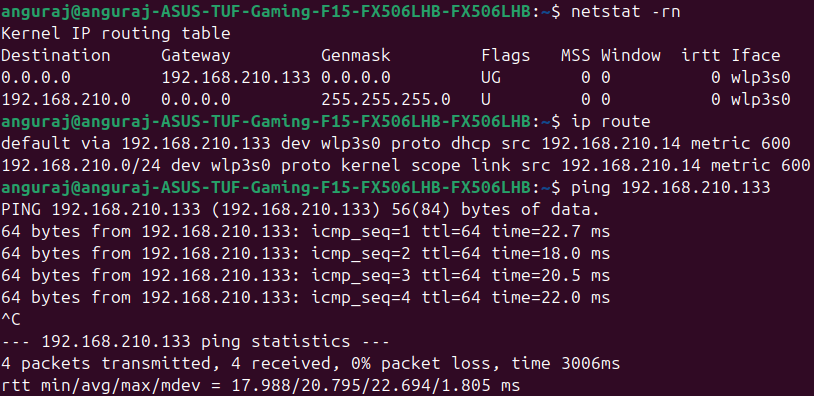 anguraj@anguraj-ASUS-TUF-Gaming-F15-FX506LHB-FX506LHB:~$ netstat -rn
Kernel IP routing table
Destination     Gateway         Genmask         Flags   MSS Window  irtt Iface
0.0.0.0         192.168.210.133 0.0.0.0         UG        0 0          0 wlp3s0
192.168.210.0   0.0.0.0         255.255.255.0   U         0 0          0 wlp3s0
anguraj@anguraj-ASUS-TUF-Gaming-F15-FX506LHB-FX506LHB:~$ ip route
default via 192.168.210.133 dev wlp3s0 proto dhcp src 192.168.210.14 metric 600
192.168.210.0/24 dev wlp3s0 proto kernel scope link src 192.168.210.14 metric 600
anguraj@anguraj-ASUS-TUF-Gaming-F15-FX506LHB-FX506LHB:~$ ping 192.168.210.133
PING 192.168.210.133 (192.168.210.133) 56(84) bytes of data.
64 bytes from 192.168.210.133: icmp_seq=1 ttl=64 time=22.7 ms
64 bytes from 192.168.210.133: icmp_seq=2 ttl=64 time=18.0 ms
64 bytes from 192.168.210.133: icmp_seq=3 ttl=64 time=20.5 ms
64 bytes from 192.168.210.133: icmp_seq=4 ttl=64 time=22.0 ms
^C
--- 192.168.210.133 ping statistics ---
4 packets transmitted, 4 received, 0% packet loss, time 3006ms
rtt min/avg/max/mdev = 17.988/20.795/22.694/1.805 ms